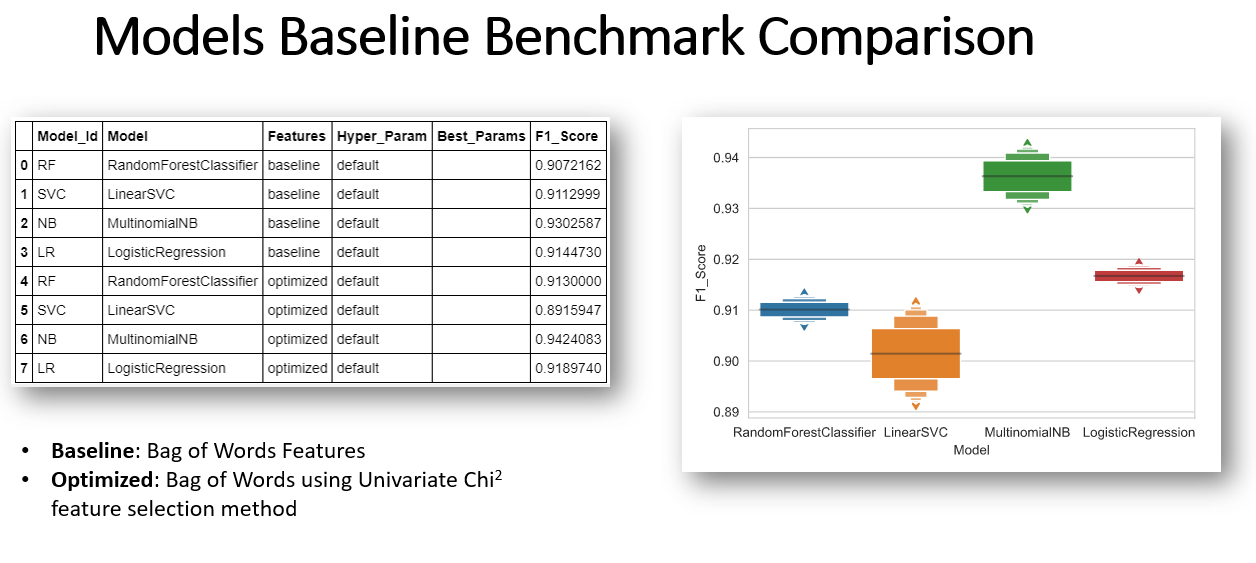 Models Baseline Benchmark Comparison
Model_Id Model Features Hyper_Param Best_Params F1_Score
0 RF RandomForestClassifier baseline default 0.9072162
1 SVC LinearSVC baseline default 0.9112999
2 NB MultinomialNB baseline default 0.9302587
3 LR LogisticRegression baseline default 0.9144730
4 RF RandomForestClassifier optimized default 0.9130000
5 SVC LinearSVC optimized default 0.8915947
6 NB MultinomialNB optimized default 0.9424083
7 LR LogisticRegression optimized default 0.9189740
• Baseline: Bag of Words Features
• Optimized: Bag of Words using Univariate Chi²
feature selection method
F1_Score
0.94
0.93
0.92
0.91
0.90
0.89
RandomForestClassifier LinearSVC MultinomialNB LogisticRegression
Model